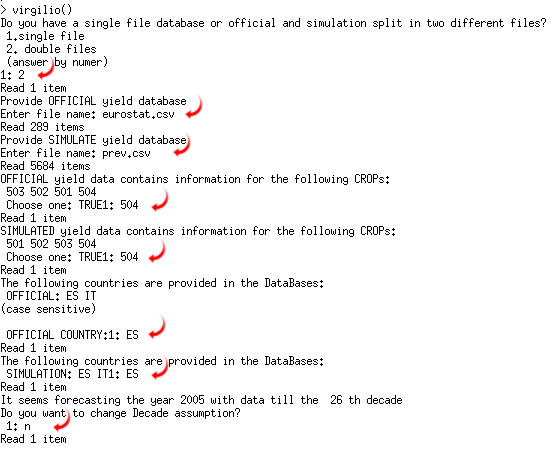 > virgilio()
Do you have a single file database or official and simulation split in two different files?
1.single file
2. double files
(answer by numer)
1: 2
Read 1 item
Provide OFFICIAL yield database
Enter file name: eurostat.csv
Read 289 items
Provide SIMULATE yield database
Enter file name: prev.csv
Read 5684 items
OFFICIAL yield data contains information for the following CROPs:
503 502 501 504
Choose one: TRUE1: 504
Read 1 item
SIMULATED yield data contains information for the following CROPs:
501 502 503 504
Choose one: TRUE1: 504
Read 1 item
The following countries are provided in the DataBases:
OFFICIAL: ES IT
(case sensitive)
OFFICIAL COUNTRY:1: ES
Read 1 item
The following countries are provided in the DataBases:
SIMULATION: ES IT1: ES
Read 1 item
It seems forecasting the year 2005 with data till the  26 th decade
Do you want to change Decade assumption?
1: n
Read 1 item